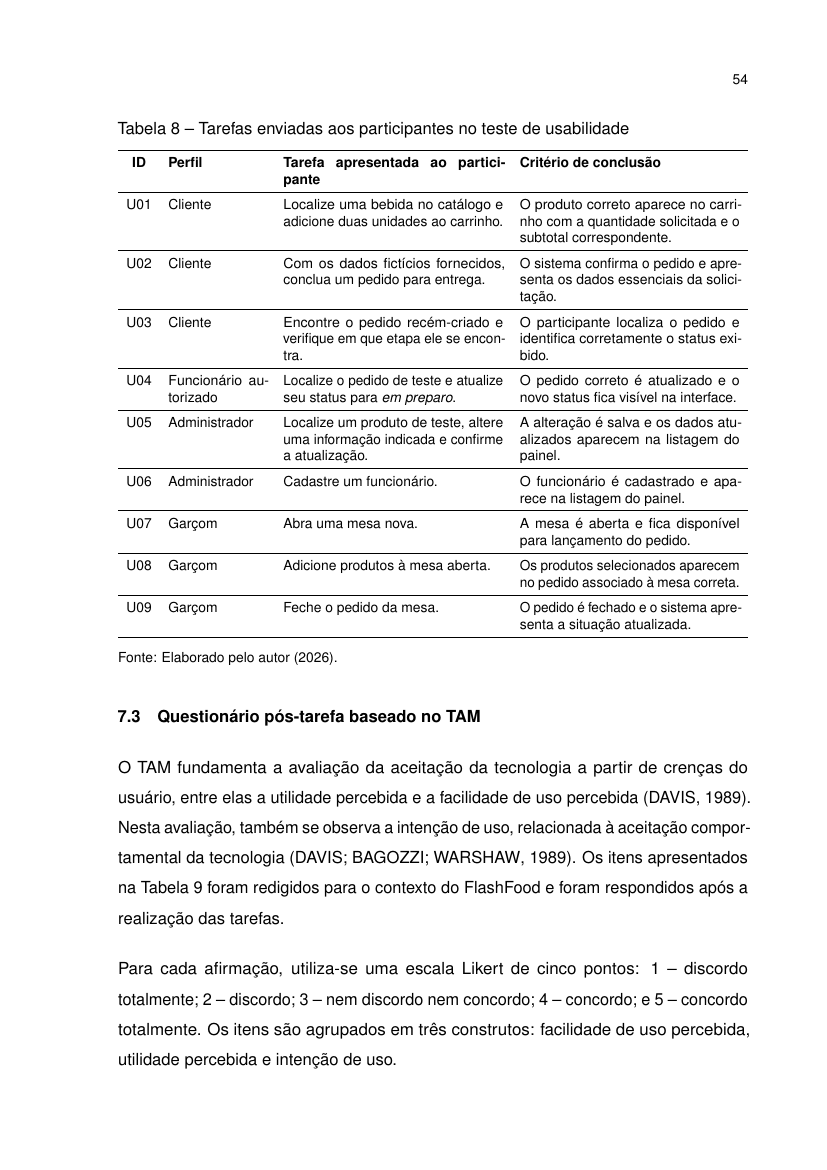 54
Tabela 8 – Tarefas enviadas aos participantes no teste de usabilidade
ID Perfil Tarefa apresentada ao partici- Critério de conclusão
pante
U01 Cliente Localize uma bebida no catálogo e O produto correto aparece no carri-
adicione duas unidades ao carrinho. nho com a quantidade solicitada e o
subtotal correspondente.
U02 Cliente Com os dados fictícios fornecidos, O sistema confirma o pedido e apre-
conclua um pedido para entrega. senta os dados essenciais da solici-
tação.
U03 Cliente Encontre o pedido recém-criado e O participante localiza o pedido e
verifique em que etapa ele se encon- identifica corretamente o status exi-
tra. bido.
U04 Funcionário au- Localize o pedido de teste e atualize O pedido correto é atualizado e o
torizado seu status para em preparo. novo status fica visível na interface.
U05 Administrador Localize um produto de teste, altere A alteração é salva e os dados atu-
uma informação indicada e confirme alizados aparecem na listagem do
a atualização. painel.
U06 Administrador Cadastre um funcionário. O funcionário é cadastrado e apa-
rece na listagem do painel.
U07 Garçom Abra uma mesa nova. A mesa é aberta e fica disponível
para lançamento do pedido.
U08 Garçom Adicione produtos à mesa aberta. Os produtos selecionados aparecem
no pedido associado à mesa correta.
U09 Garçom Feche o pedido da mesa. O pedido é fechado e o sistema apre-
senta a situação atualizada.
Fonte: Elaborado pelo autor (2026).
7.3 Questionário pós-tarefa baseado no TAM
O TAM fundamenta a avaliação da aceitação da tecnologia a partir de crenças do
usuário, entre elas a utilidade percebida e a facilidade de uso percebida (DAVIS, 1989).
Nesta avaliação, também se observa a intenção de uso, relacionada à aceitação compor-
tamental da tecnologia (DAVIS; BAGOZZI; WARSHAW, 1989). Os itens apresentados
na Tabela 9 foram redigidos para o contexto do FlashFood e foram respondidos após a
realização das tarefas.
Para cada afirmação, utiliza-se uma escala Likert de cinco pontos: 1 – discordo
totalmente; 2 – discordo; 3 – nem discordo nem concordo; 4 – concordo; e 5 – concordo
totalmente. Os itens são agrupados em três construtos: facilidade de uso percebida,
utilidade percebida e intenção de uso.